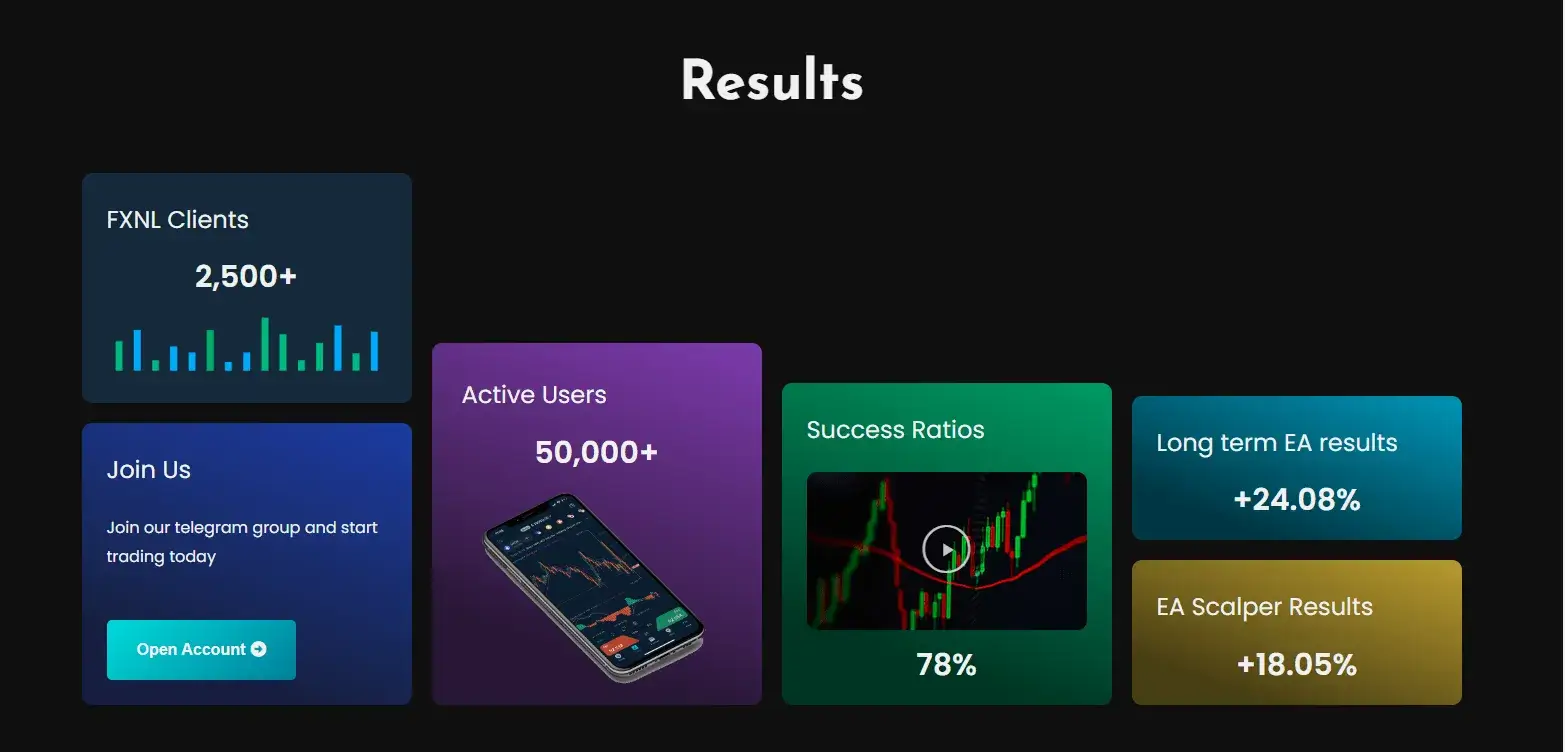 Results
FXNL Clients
2,500+
Join Us
Join our telegram group and start
trading today
Open Account
Active Users
50,000+
Success Ratios
78%
Long term EA results
+24.08%
EA Scalper Results
+18.05%